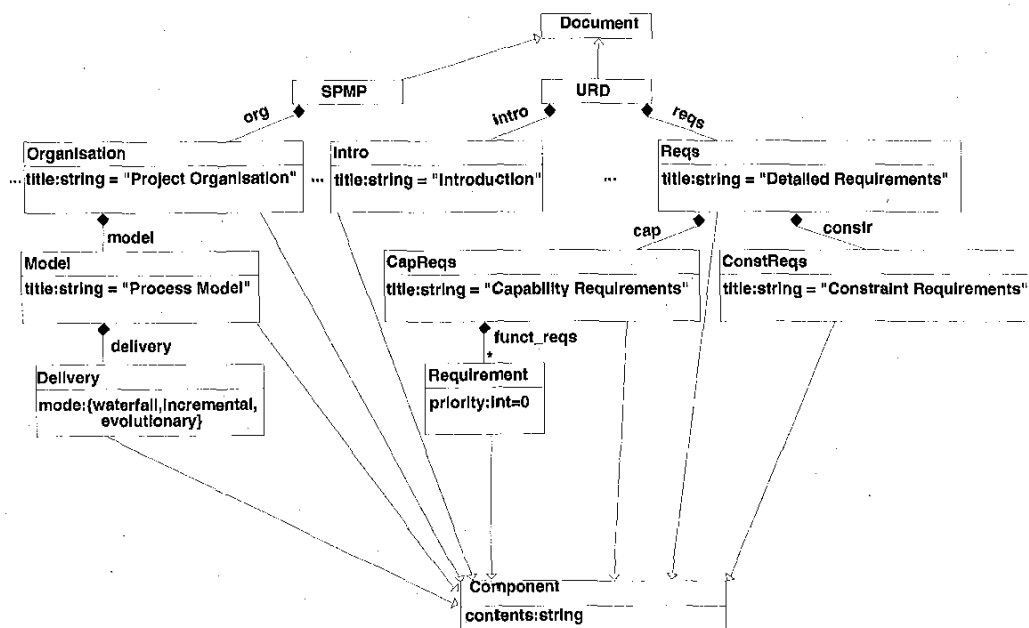 Document
SPMP
URD
org
intro
reqs
Organisation
Intro
Reqs
... title:string = "Project Organisation"
... title:string = "Introduction"
...
title:string = "Detailed Requirements"
model
cap
constr
Model
CapReqs
ConstReqs
title:string = "Process Model"
title:string = "Capability Requirements"
title:string = "Constraint Requirements"
delivery
funct_reqs
*
Delivery
Requirement
mode:{waterfall,incremental,
evolutionary}
priority:int=0
Component
contents:string